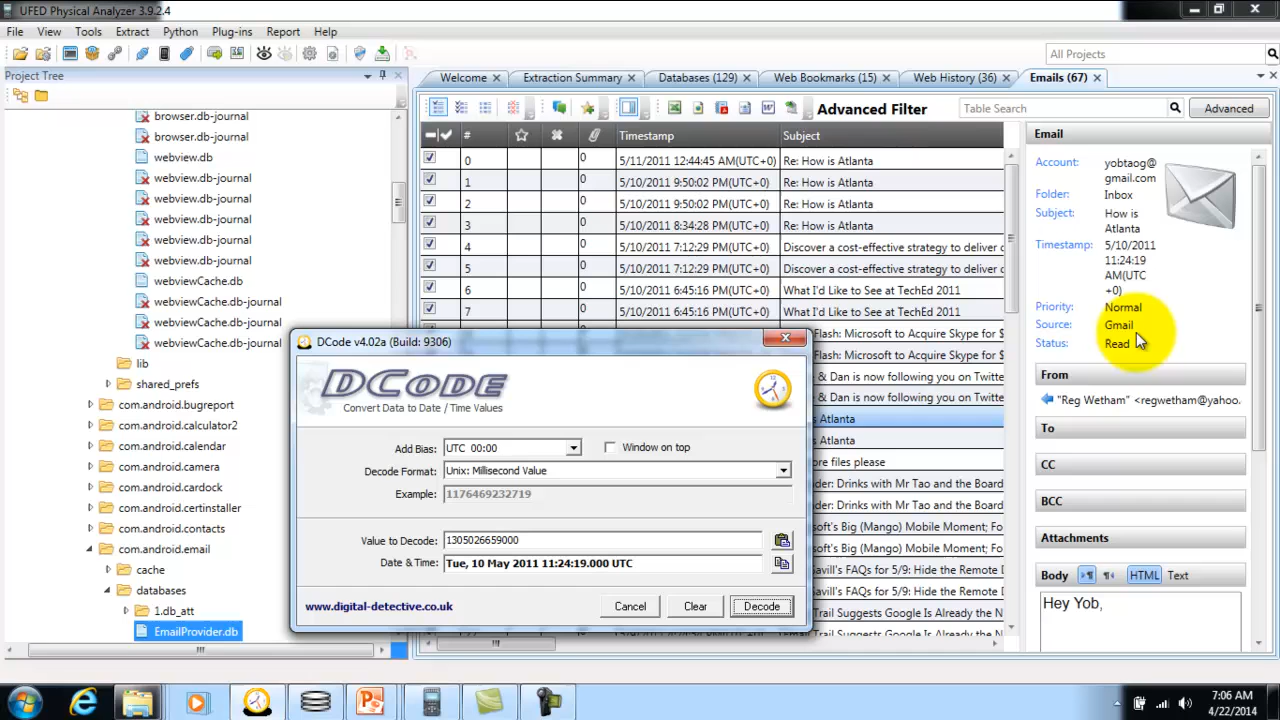 UFED Physical Analyzer 3.9.2.4
File View Tools Extract Python Plug-ins Report Help
All Projects
Project Tree
Welcome Extraction Summary Databases (129) Web Bookmarks (15) Web History (36) Emails (67)
Advanced Filter Table Search Advanced
browser.db-journal
browser.db-journal
webview.db
webview.db-journal
webview.db-journal
webview.db-journal
webview.db-journal
webview.db-journal
webviewCache.db
webviewCache.db-journal
webviewCache.db-journal
webviewCache.db-journal
lib
shared_prefs
com.android.bugreport
com.android.calculator2
com.android.calendar
com.android.camera
com.android.cardock
com.android.certinstaller
com.android.contacts
com.android.email
cache
databases
1.db_att
EmailProvider.db
# Timestamp Subject
0 0 5/11/2011 12:44:45 AM(UTC+0) Re: How is Atlanta
1 0 5/10/2011 9:50:02 PM(UTC+0) Re: How is Atlanta
2 0 5/10/2011 9:50:02 PM(UTC+0) Re: How is Atlanta
3 0 5/10/2011 8:34:28 PM(UTC+0) Re: How is Atlanta
4 0 5/10/2011 7:12:29 PM(UTC+0) Discover a cost-effective strategy to deliver c
5 0 5/10/2011 7:12:29 PM(UTC+0) Discover a cost-effective strategy to deliver c
6 0 5/10/2011 6:45:16 PM(UTC+0) What I'd Like to See at TechEd 2011
7 0 5/10/2011 6:45:16 PM(UTC+0) What I'd Like to See at TechEd 2011
Flash: Microsoft to Acquire Skype for $
Flash: Microsoft to Acquire Skype for $
& Dan is now following you on Twitte
& Dan is now following you on Twitte
s Atlanta
s Atlanta
ore files please
nder: Drinks with Mr Tao and the Board
nder: Drinks with Mr Tao and the Board
soft's Big (Mango) Mobile Moment; Fo
soft's Big (Mango) Mobile Moment; Fo
Savill's FAQs for 5/9: Hide the Remote D
Savill's FAQs for 5/9: Hide the Remote D
Trail Suggests Google Is Already the N
Email Trail Suggests Google Is Already the N
DCode v4.02a (Build: 9306)
DCODE
Convert Data to Date / Time Values
Add Bias: UTC 00:00 Window on top
Decode Format: Unix: Millisecond Value
Example: 1176469232719
Value to Decode: 1305026659000
Date & Time: Tue, 10 May 2011 11:24:19.000 UTC
www.digital-detective.co.uk Cancel Clear Decode
Email
Account: yobtaog@
gmail.com
Folder: Inbox
Subject: How is
Atlanta
Timestamp: 5/10/2011
11:24:19
AM(UTC
+0)
Priority: Normal
Source: Gmail
Status: Read
From
"Reg Wetham" <regwetham@yahoo.
To
CC
BCC
Attachments
Body HTML Text
Hey Yob,
7:06 AM
4/22/2014